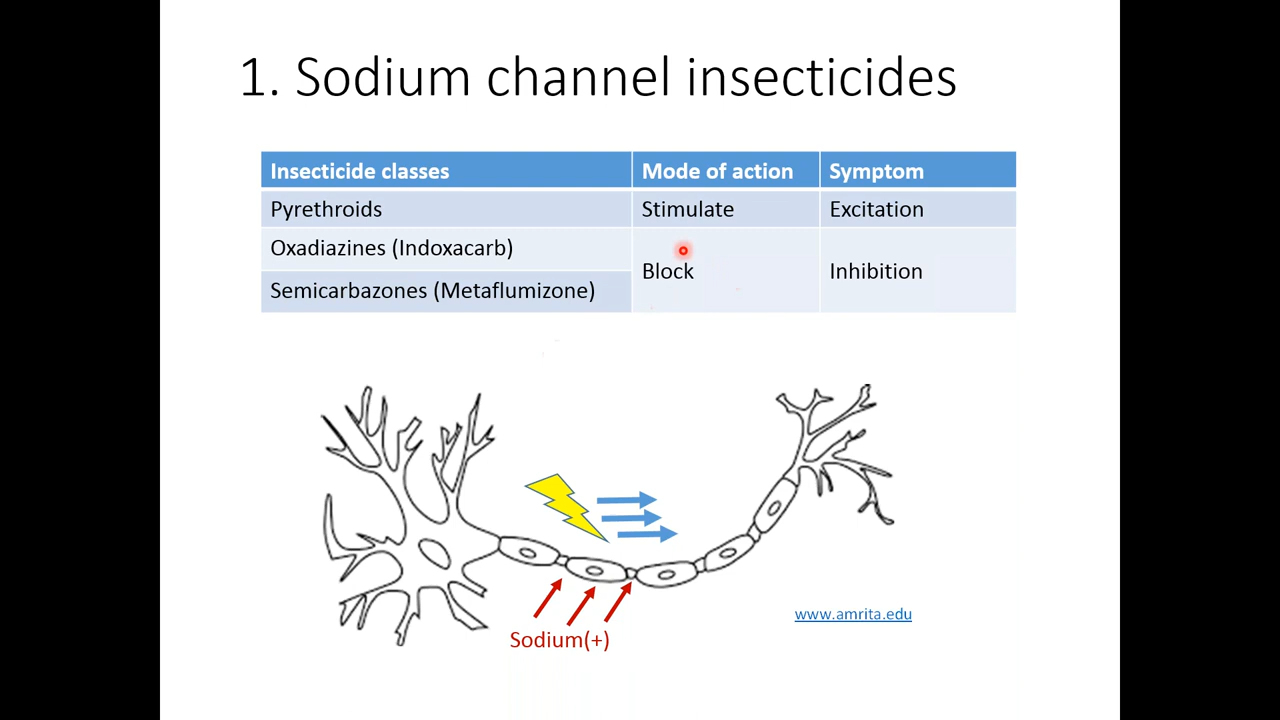 1. Sodium channel insecticides
Insecticide classes
Mode of action
Symptom
Pyrethroids
Stimulate
Excitation
Oxadiazines (Indoxacarb)
Block
Inhibition
Semicarbazones (Metaflumizone)
www.amrita.edu
Sodium(+)